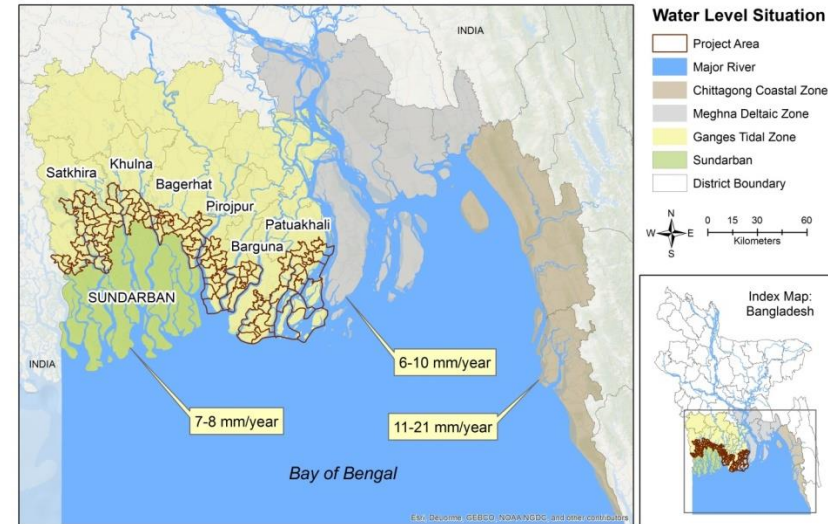 INDIA
Satkhira
Khulna
Bagerhat
Pirojpur
Patuakhali
Barguna
SUNDARBAN
INDIA
6-10 mm/year
7-8 mm/year
11-21 mm/year
Bay of Bengal
Esri, DeLorme, GEBCO, NOAA NGDC, and other contributors
Water Level Situation
Project Area
Major River
Chittagong Coastal Zone
Meghna Deltaic Zone
Ganges Tidal Zone
Sundarban
District Boundary
N
W E
S
0 15 30 60
Kilometers
Index Map:
Bangladesh